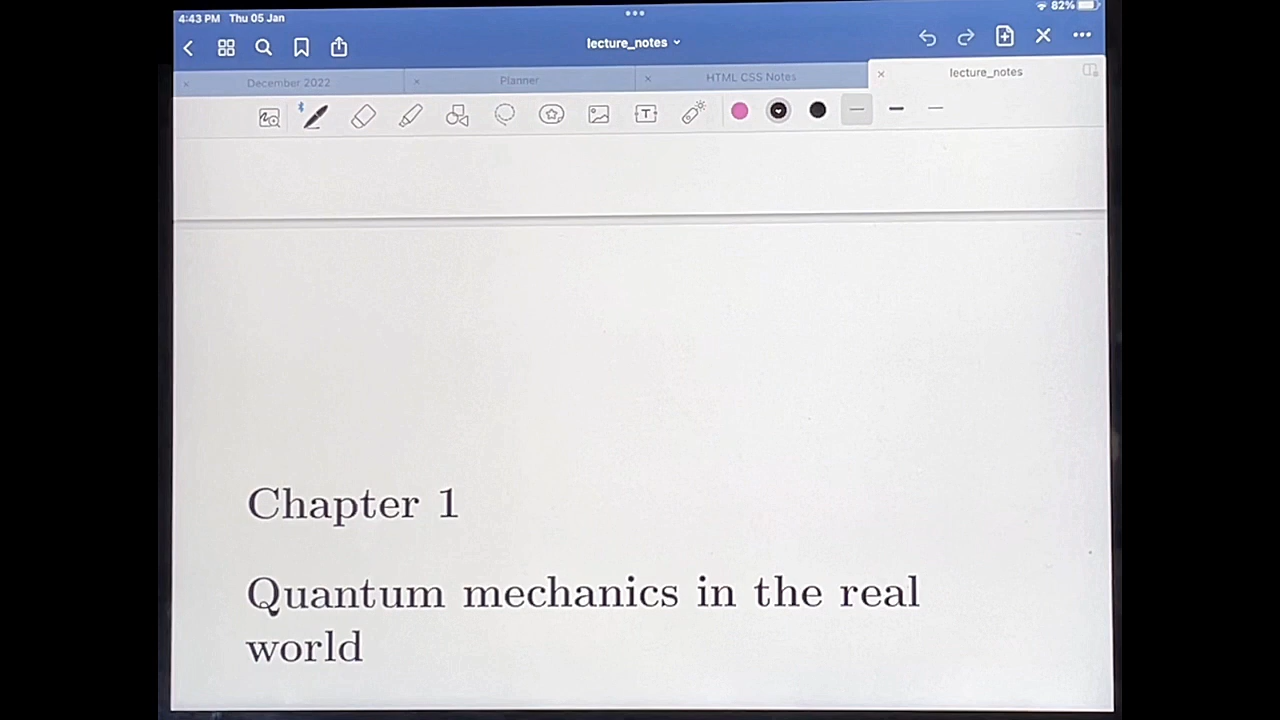 4:43 PM Thu 05 Jan
82%
lecture_notes
December 2022
Planner
HTML CSS Notes
lecture_notes
T
Chapter 1
Quantum mechanics in the real
world